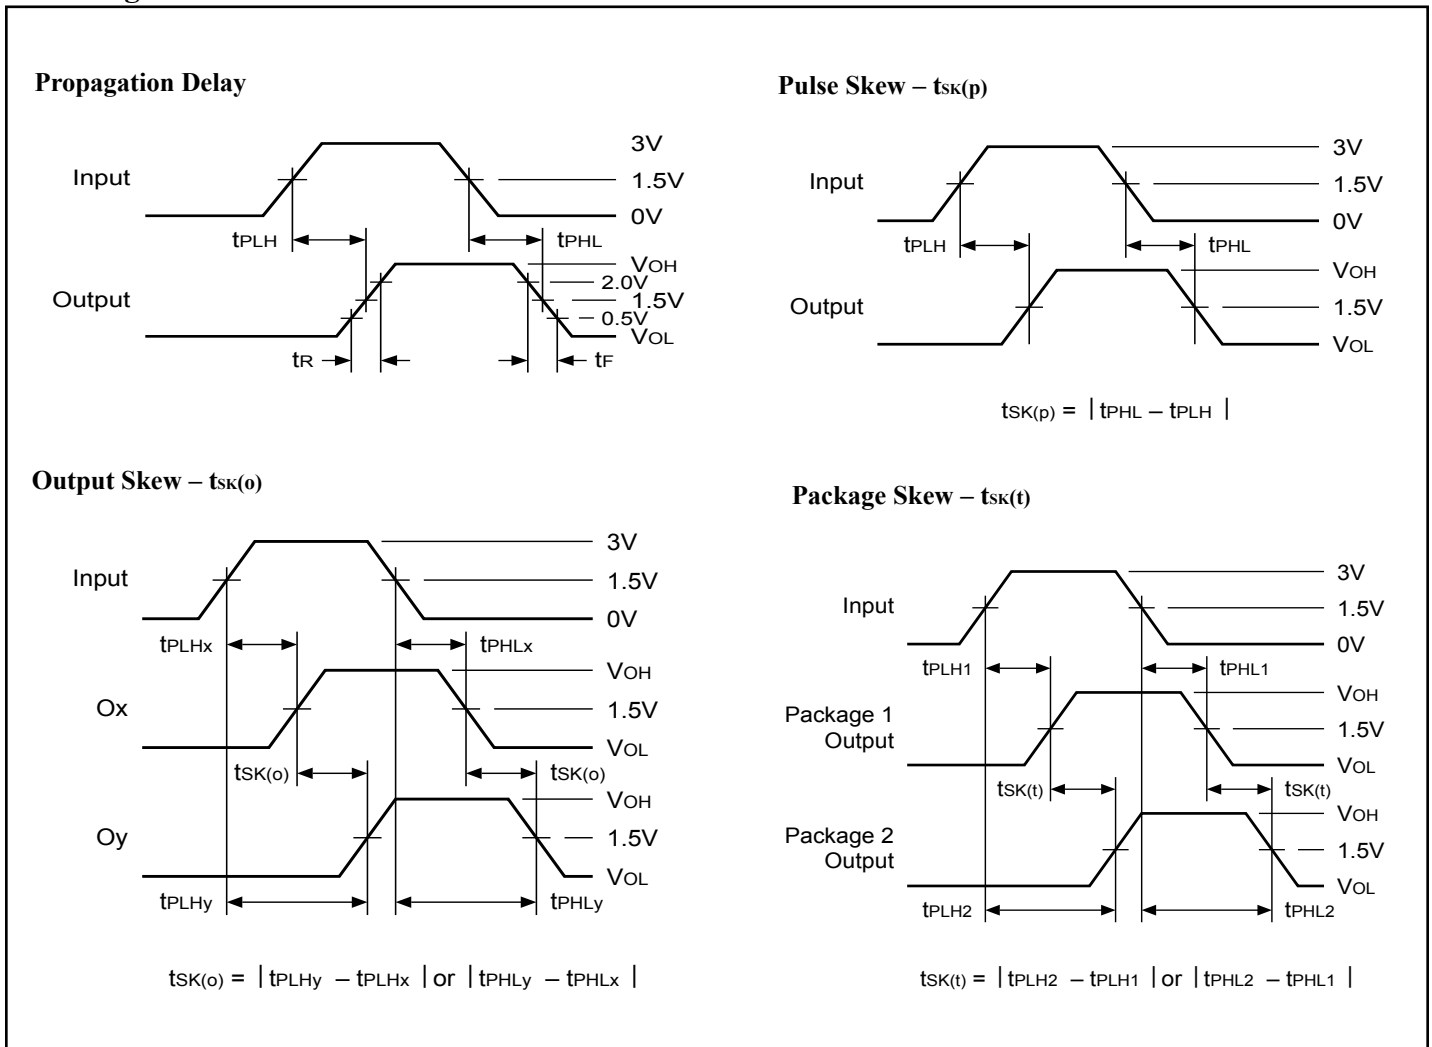 Propagation Delay
Input
3V
1.5V
0V
tPLH
tPHL
Output
VOH
2.0V
1.5V
0.5V
VOL
tR
tF
Pulse Skew – tSK(p)
Input
3V
1.5V
0V
tPLH
tPHL
Output
VOH
1.5V
VOL
tSK(p) = | tPHL – tPLH |
Output Skew – tSK(o)
Input
3V
1.5V
0V
tPLHx
tPHLx
Ox
VOH
1.5V
VOL
tSK(o)
tSK(o)
Oy
VOH
1.5V
VOL
tPLHy
tPHLy
tSK(o) = | tPLHy – tPLHx | or | tPHLy – tPHLx |
Package Skew – tSK(t)
Input
3V
1.5V
0V
tPLH1
tPHL1
Package 1
Output
VOH
1.5V
VOL
tSK(t)
tSK(t)
Package 2
Output
VOH
1.5V
VOL
tPLH2
tPHL2
tSK(t) = | tPLH2 – tPLH1 | or | tPHL2 – tPHL1 |